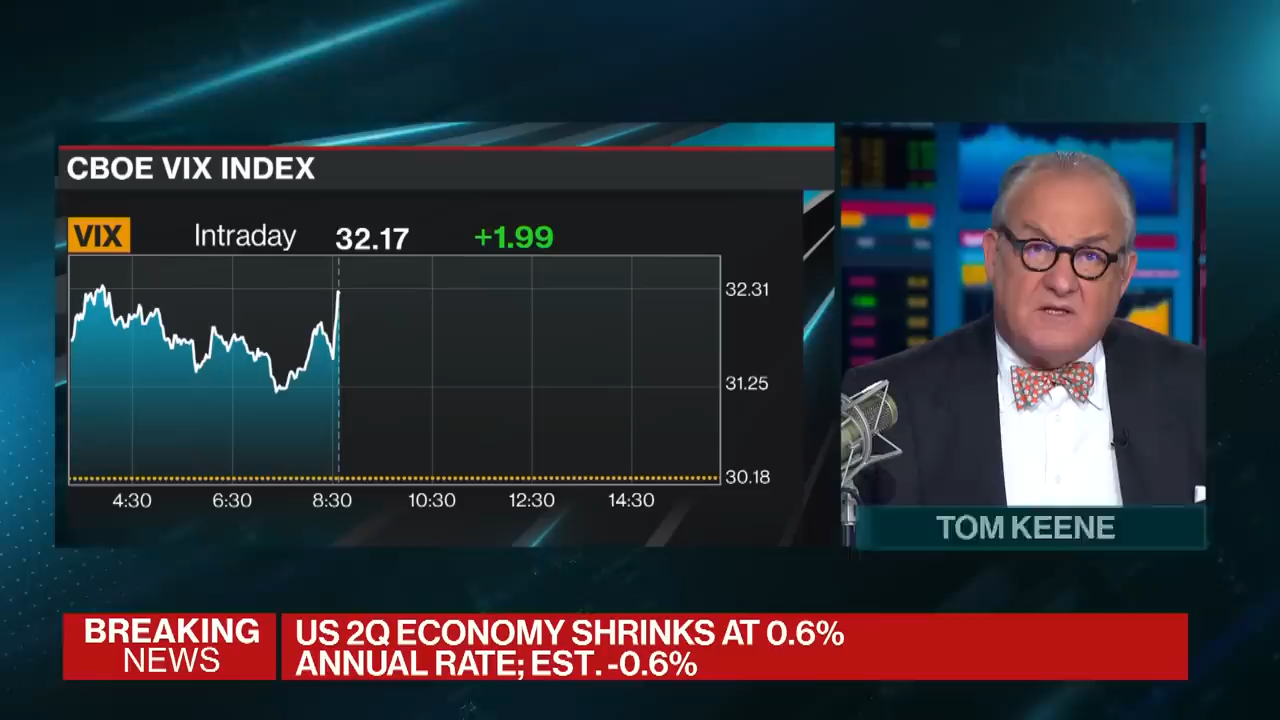 CBOE VIX INDEX
VIX Intraday 32.17 +1.99
32.31
31.25
30.18
4:30 6:30 8:30 10:30 12:30 14:30
TOM KEENE
BREAKING
NEWS
US 2Q ECONOMY SHRINKS AT 0.6%
ANNUAL RATE; EST. -0.6%